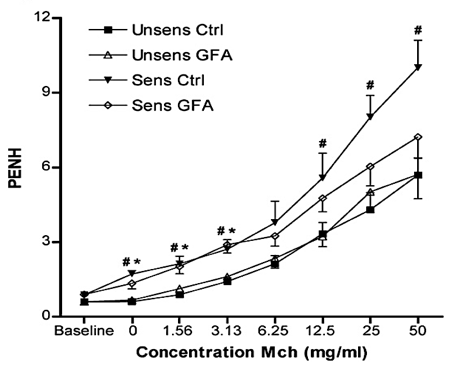 12
9
6
3
0
PENH
Unsens Ctrl
Unsens GFA
Sens Ctrl
Sens GFA
#
#
#
# *
# *
# *
Baseline 0 1.56 3.13 6.25 12.5 25 50
Concentration Mch (mg/ml)